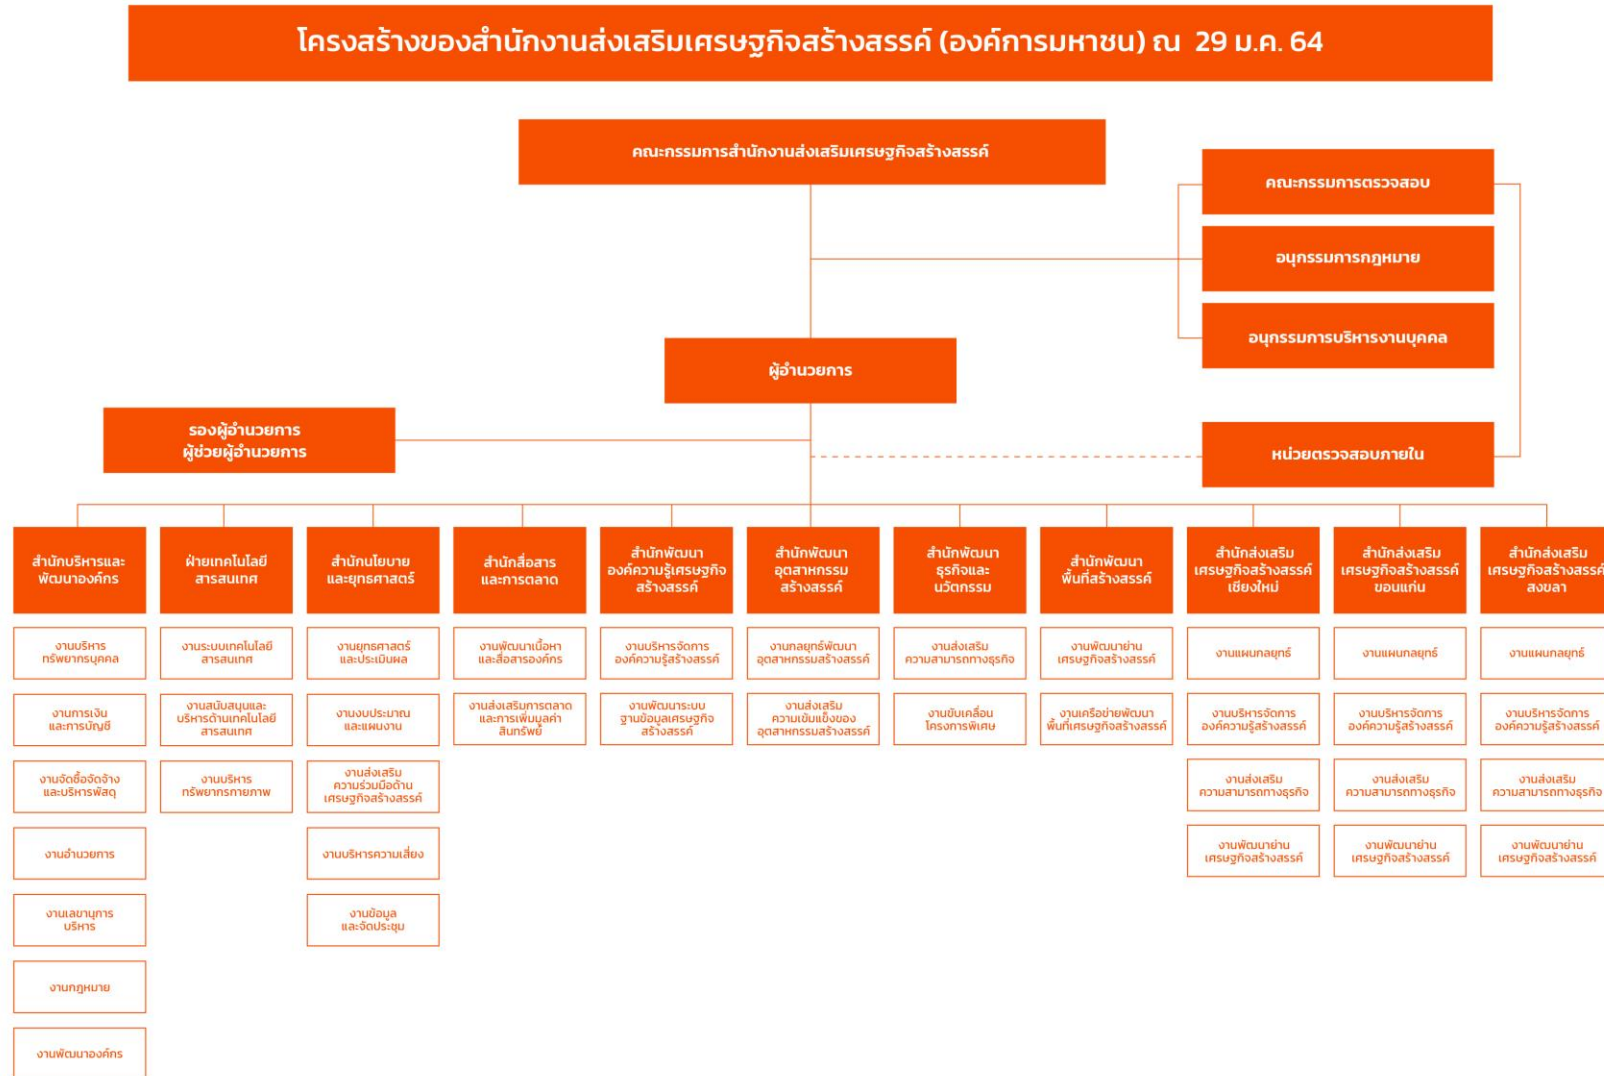 โครงสร้างของสำนักงานส่งเสริมเศรษฐกิจสร้างสรรค์ (องค์การมหาชน) ณ 29 ม.ค. 64
คณะกรรมการสำนักงานส่งเสริมเศรษฐกิจสร้างสรรค์
คณะกรรมการตรวจสอบ
อนุกรรมการกฎหมาย
อนุกรรมการบริหารงานบุคคล
ผู้อำนวยการ
รองผู้อำนวยการ
ผู้ช่วยผู้อำนวยการ
หน่วยตรวจสอบภายใน
สำนักบริหารและ
พัฒนาองค์กร
งานบริหาร
ทรัพยากรบุคคล
งานการเงิน
และการบัญชี
งานจัดซื้อจัดจ้าง
และบริหารพัสดุ
งานอำนวยการ
งานเลขานุการ
บริหาร
งานกฎหมาย
งานพัฒนาองค์กร
ฝ่ายเทคโนโลยี
สารสนเทศ
งานระบบเทคโนโลยี
สารสนเทศ
งานสนับสนุนและ
บริหารด้านเทคโนโลยี
สารสนเทศ
งานบริหาร
ทรัพยากรกายภาพ
สำนักนโยบาย
และยุทธศาสตร์
งานยุทธศาสตร์
และประเมินผล
งานงบประมาณ
และแผนงาน
งานส่งเสริม
ความร่วมมือด้าน
เศรษฐกิจสร้างสรรค์
งานบริหารความเสี่ยง
งานข้อมูล
และจัดประชุม
สำนักสื่อสาร
และการตลาด
งานพัฒนาเนื้อหา
และสื่อสารองค์กร
งานส่งเสริมการตลาด
และการเพิ่มมูลค่า
สินทรัพย์
สำนักพัฒนา
องค์ความรู้เศรษฐกิจ
สร้างสรรค์
งานบริหารจัดการ
องค์ความรู้สร้างสรรค์
งานพัฒนาระบบ
ฐานข้อมูลเศรษฐกิจ
สร้างสรรค์
สำนักพัฒนา
อุตสาหกรรม
สร้างสรรค์
งานกลยุทธ์พัฒนา
อุตสาหกรรมสร้างสรรค์
งานส่งเสริม
ความเข้มแข็งของ
อุตสาหกรรมสร้างสรรค์
สำนักพัฒนา
ธุรกิจและ
นวัตกรรม
งานส่งเสริม
ความสามารถทางธุรกิจ
งานขับเคลื่อน
โครงการพิเศษ
สำนักพัฒนา
พื้นที่สร้างสรรค์
งานพัฒนาย่าน
เศรษฐกิจสร้างสรรค์
งานเครือข่ายพัฒนา
พื้นที่เศรษฐกิจสร้างสรรค์
สำนักส่งเสริม
เศรษฐกิจสร้างสรรค์
เชียงใหม่
งานแผนกลยุทธ์
งานบริหารจัดการ
องค์ความรู้สร้างสรรค์
งานส่งเสริม
ความสามารถทางธุรกิจ
งานพัฒนาย่าน
เศรษฐกิจสร้างสรรค์
สำนักส่งเสริม
เศรษฐกิจสร้างสรรค์
ขอนแก่น
งานแผนกลยุทธ์
งานบริหารจัดการ
องค์ความรู้สร้างสรรค์
งานส่งเสริม
ความสามารถทางธุรกิจ
งานพัฒนาย่าน
เศรษฐกิจสร้างสรรค์
สำนักส่งเสริม
เศรษฐกิจสร้างสรรค์
สงขลา
งานแผนกลยุทธ์
งานบริหารจัดการ
องค์ความรู้สร้างสรรค์
งานส่งเสริม
ความสามารถทางธุรกิจ
งานพัฒนาย่าน
เศรษฐกิจสร้างสรรค์